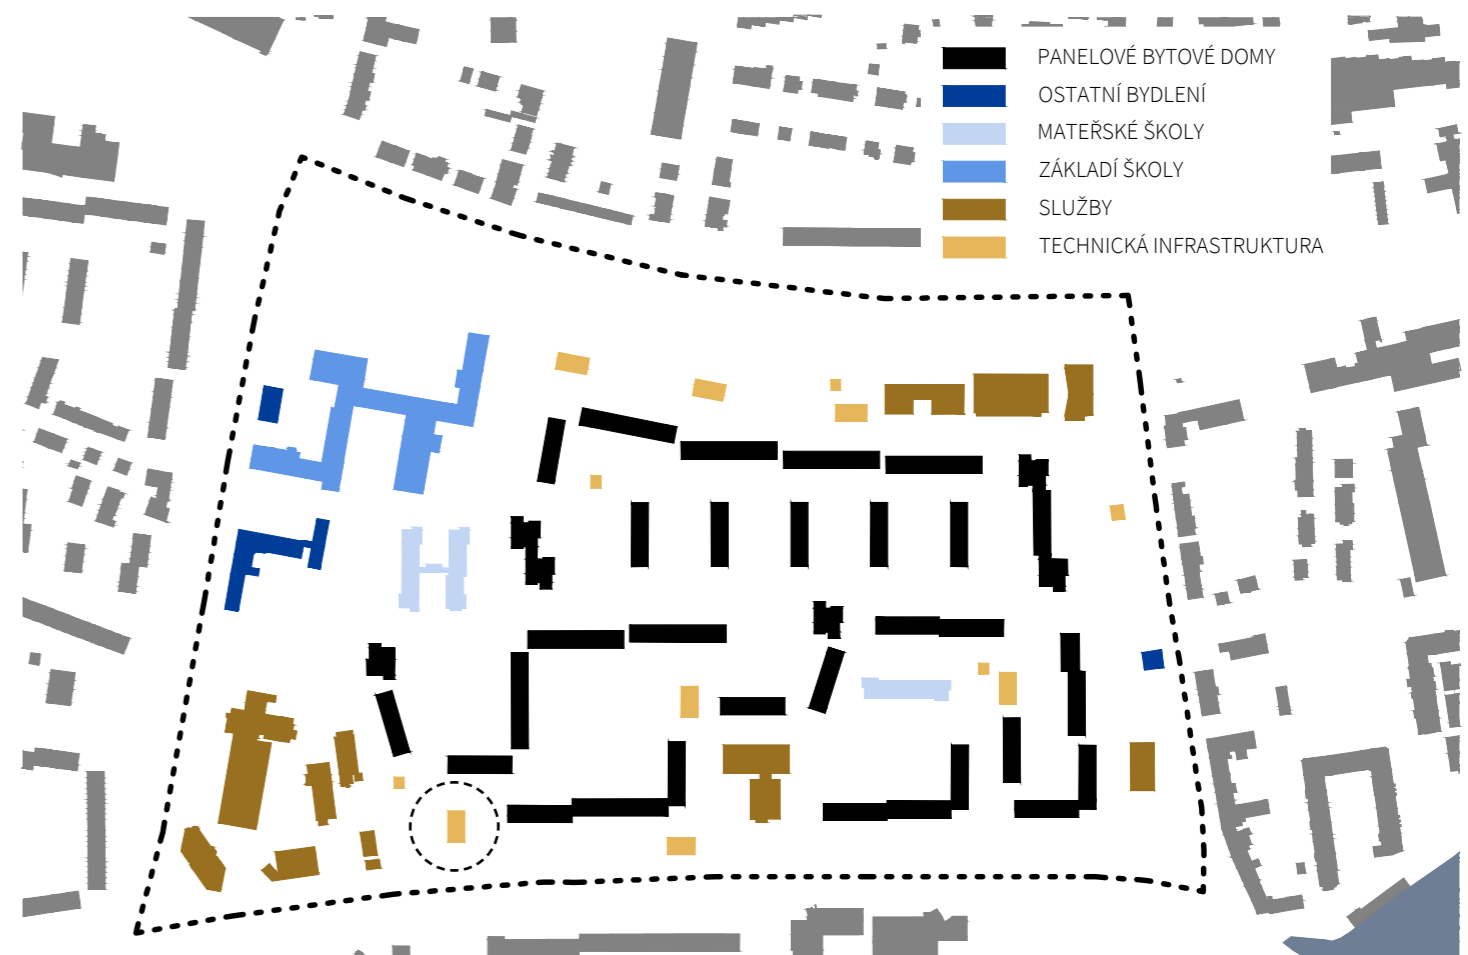 PANELOVÉ BYTOVÉ DOMY
OSTATNÍ BYDLENÍ
MATEŘSKÉ ŠKOLY
ZÁKLADÍ ŠKOLY
SLUŽBY
TECHNICKÁ INFRASTRUKTURA